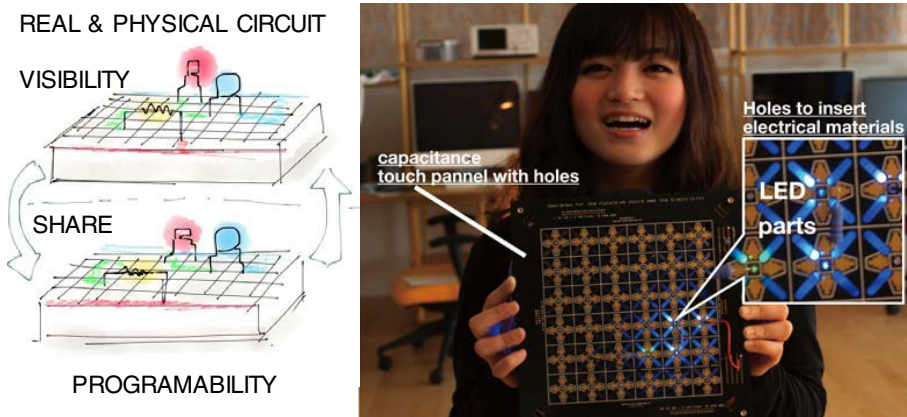 REAL & PHYSICAL CIRCUIT
VISIBILITY
SHARE
PROGRAMABILITY
capacitance
touch pannel with holes
Holes to insert
electrical materials
LED
parts